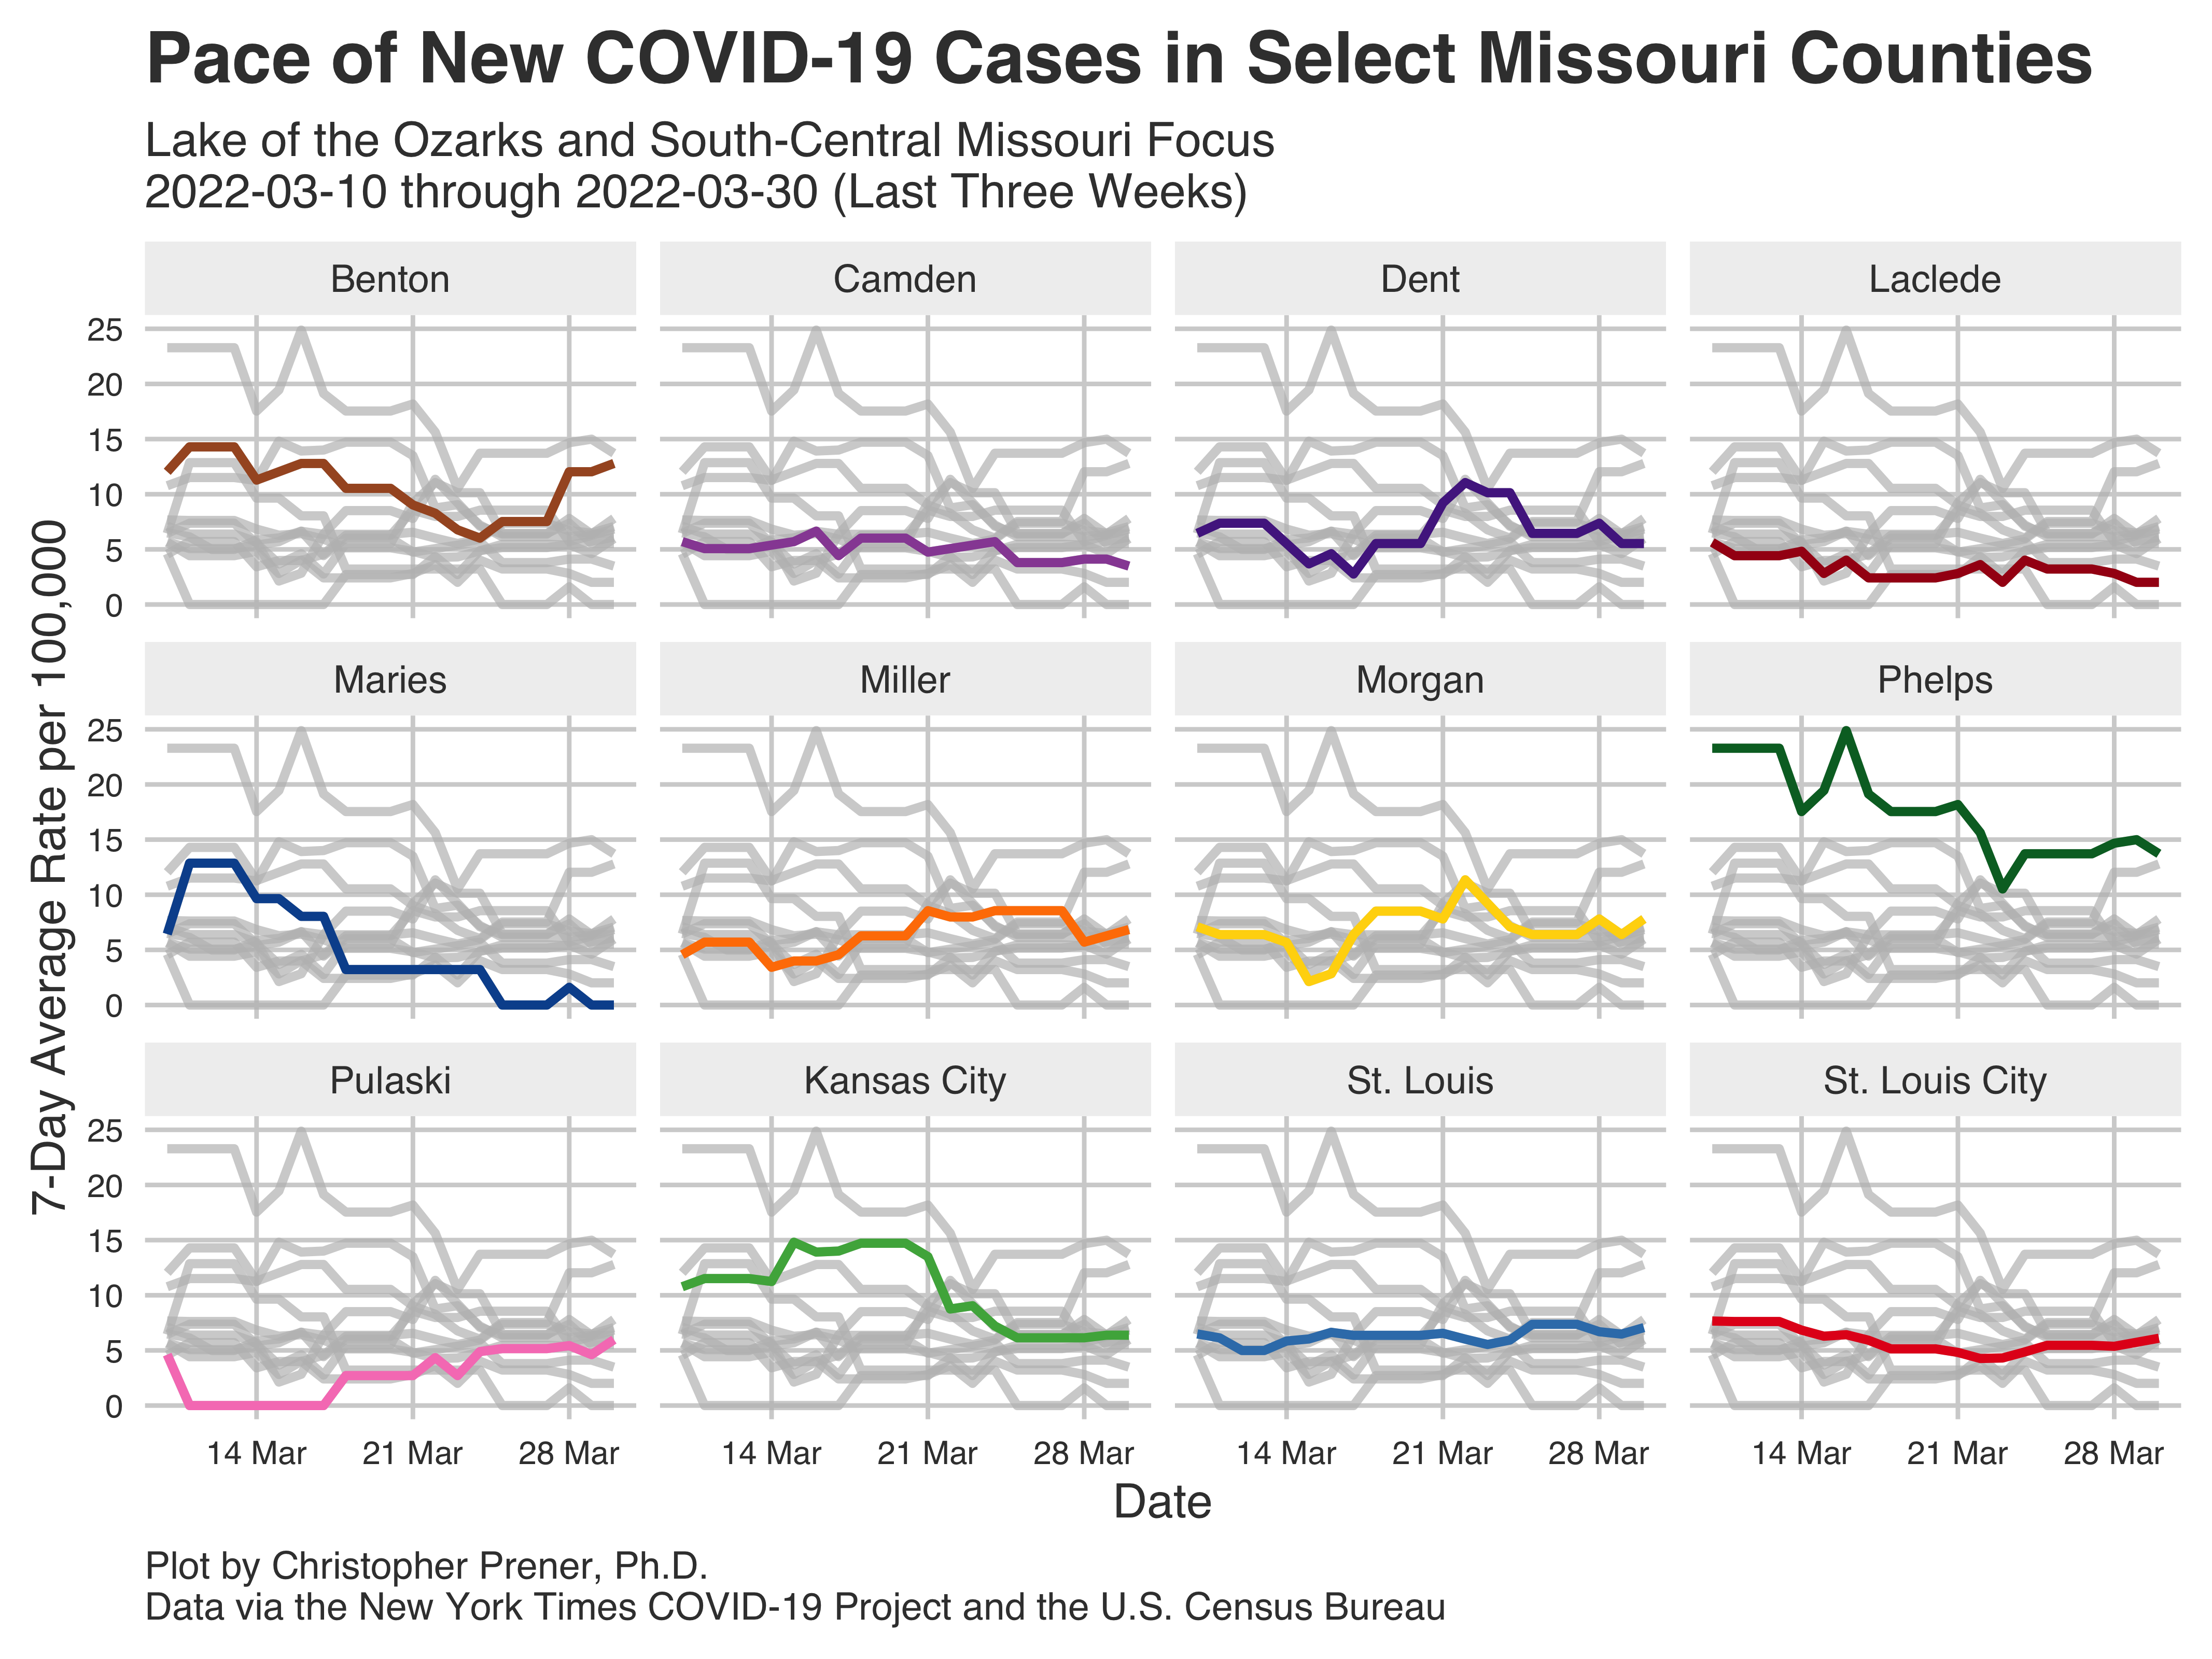 Pace of New COVID-19 Cases in Select Missouri Counties
Lake of the Ozarks and South-Central Missouri Focus
2022-03-10 through 2022-03-30 (Last Three Weeks)
7-Day Average Rate per 100,000
Benton
Camden
Dent
Laclede
25
20
15
10
5
0
Maries
Miller
Morgan
Phelps
25
20
15
10
5
0
Pulaski
Kansas City
St. Louis
St. Louis City
25
20
15
10
5
0
14 Mar
21 Mar
28 Mar
14 Mar
21 Mar
28 Mar
14 Mar
21 Mar
28 Mar
14 Mar
21 Mar
28 Mar
Date
Plot by Christopher Prener, Ph.D.
Data via the New York Times COVID-19 Project and the U.S. Census Bureau